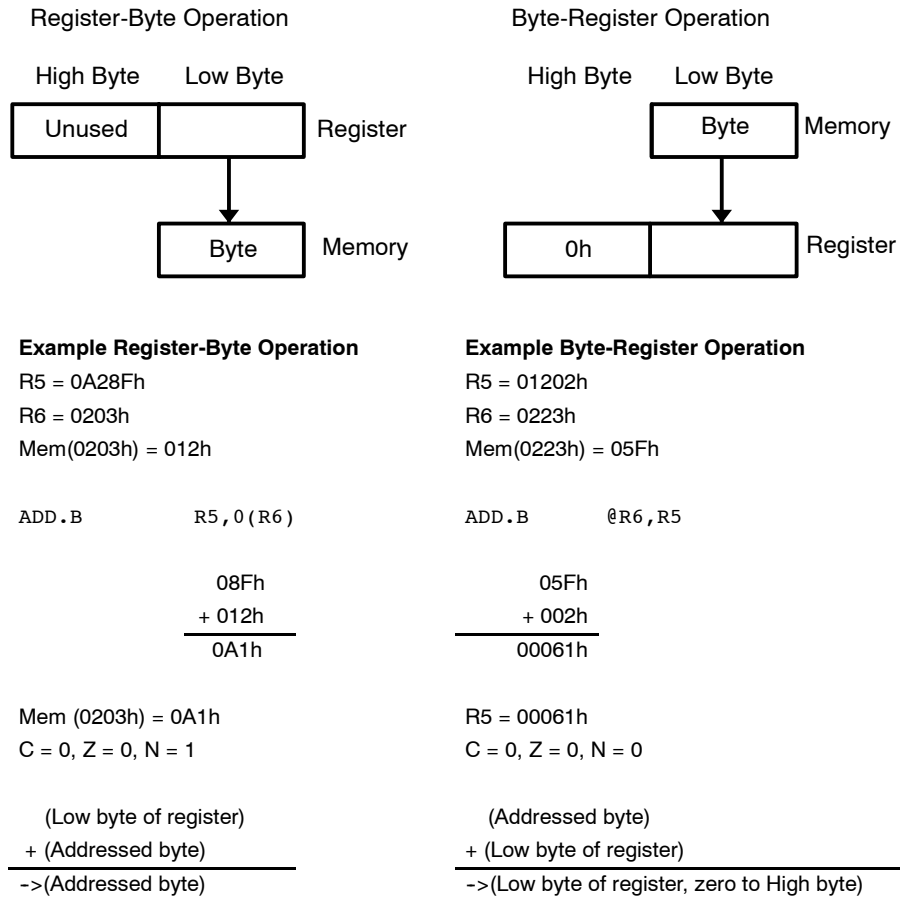 Register-Byte Operation
High Byte Low Byte
Unused
Register
Byte
Memory
Example Register-Byte Operation
R5 = 0A28Fh
R6 = 0203h
Mem(0203h) = 012h
ADD.B R5,0(R6)
08Fh
+ 012h
0A1h
Mem (0203h) = 0A1h
C = 0, Z = 0, N = 1
(Low byte of register)
+ (Addressed byte)
->(Addressed byte)
Byte-Register Operation
High Byte Low Byte
Byte
Memory
0h
Register
Example Byte-Register Operation
R5 = 01202h
R6 = 0223h
Mem(0223h) = 05Fh
ADD.B @R6,R5
05Fh
+ 002h
00061h
R5 = 00061h
C = 0, Z = 0, N = 0
(Addressed byte)
+ (Low byte of register)
->(Low byte of register, zero to High byte)